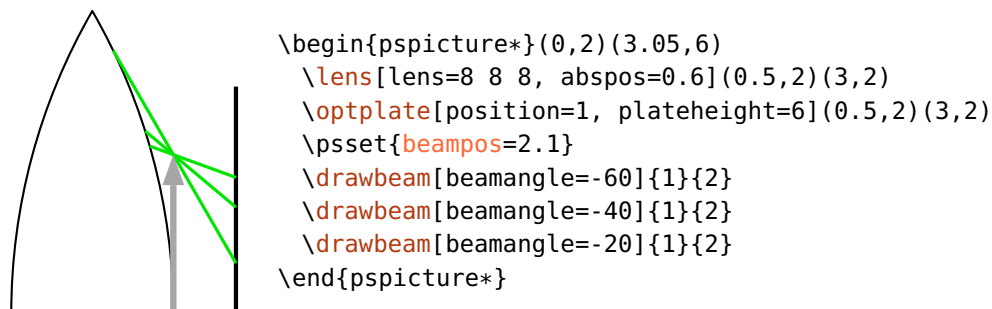 \begin{pspicture*}(0,2)(3.05,6)
\lens[lens=8 8 8, abspos=0.6](0.5,2)(3,2)
\optplate[position=1, plateheight=6](0.5,2)(3,2)
\psset{beampos=2.1}
\drawbeam[beamangle=-60]{1}{2}
\drawbeam[beamangle=-40]{1}{2}
\drawbeam[beamangle=-20]{1}{2}
\end{pspicture*}